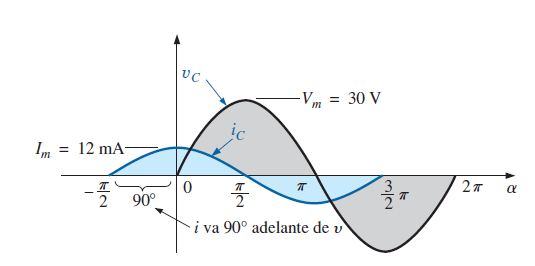 v_C
V_m = 30 V
i_C
I_m = 12 mA
-π/2
90°
0
π/2
π
3/2 π
2π
α
i va 90° adelante de v